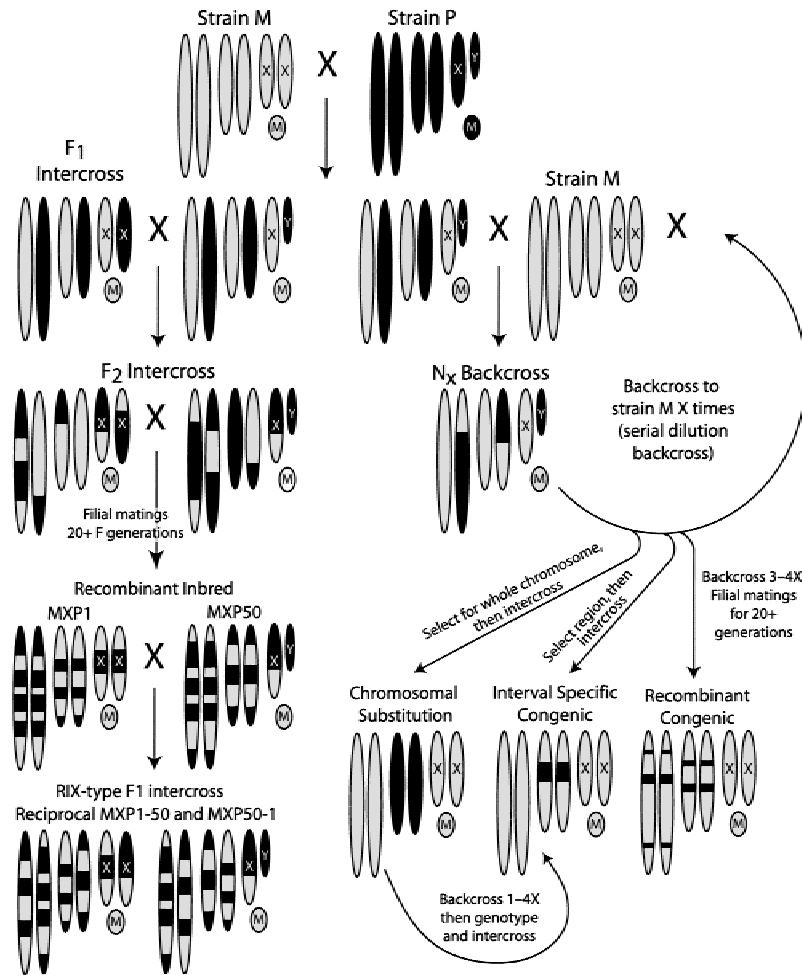 Strain M
Strain P
X
X X
X Y
M
M
F1
Intercross
Strain M
X X
X
X Y
X Y
X
X X
X
M
M
M
M
F2 Intercross
Nx Backcross
Backcross to
strain M X times
(serial dilution
backcross)
X X
X
X Y
X Y
M
M
M
Filial matings
20+ F generations
Select for whole chromosome,
then intercross
Select region, then
intercross
Backcross 3–4X
Filial matings
for 20+
generations
Recombinant Inbred
MXP1
MXP50
X X
X
X Y
M
M
Chromosomal
Substitution
Interval Specific
Congenic
Recombinant
Congenic
X X
X X
X X
M
M
M
RIX-type F1 intercross
Reciprocal MXP1-50 and MXP50-1
X X
X Y
M
M
Backcross 1–4X
then genotype
and intercross